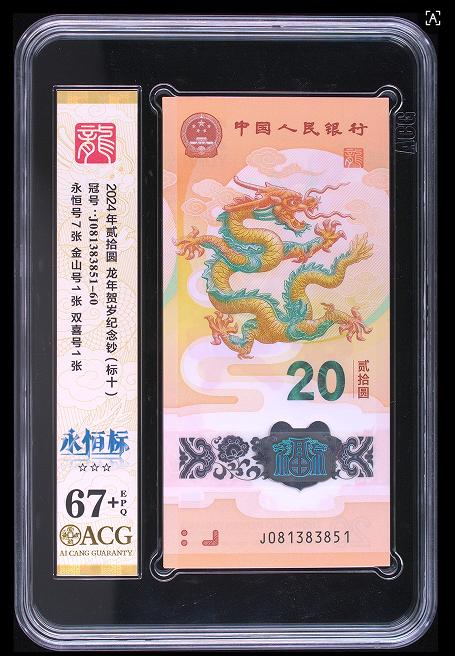 A
龍
2024年贰拾圆 龙年贺岁纪念钞(标十)
冠号:J081383851-60
永恒号7张 金山号1张 双喜号1张
永恒标
☆☆☆
67+EPQ
ACG
AI CANG GUARANTY
中国人民银行
龍
20
贰拾圆
J081383851
ACG